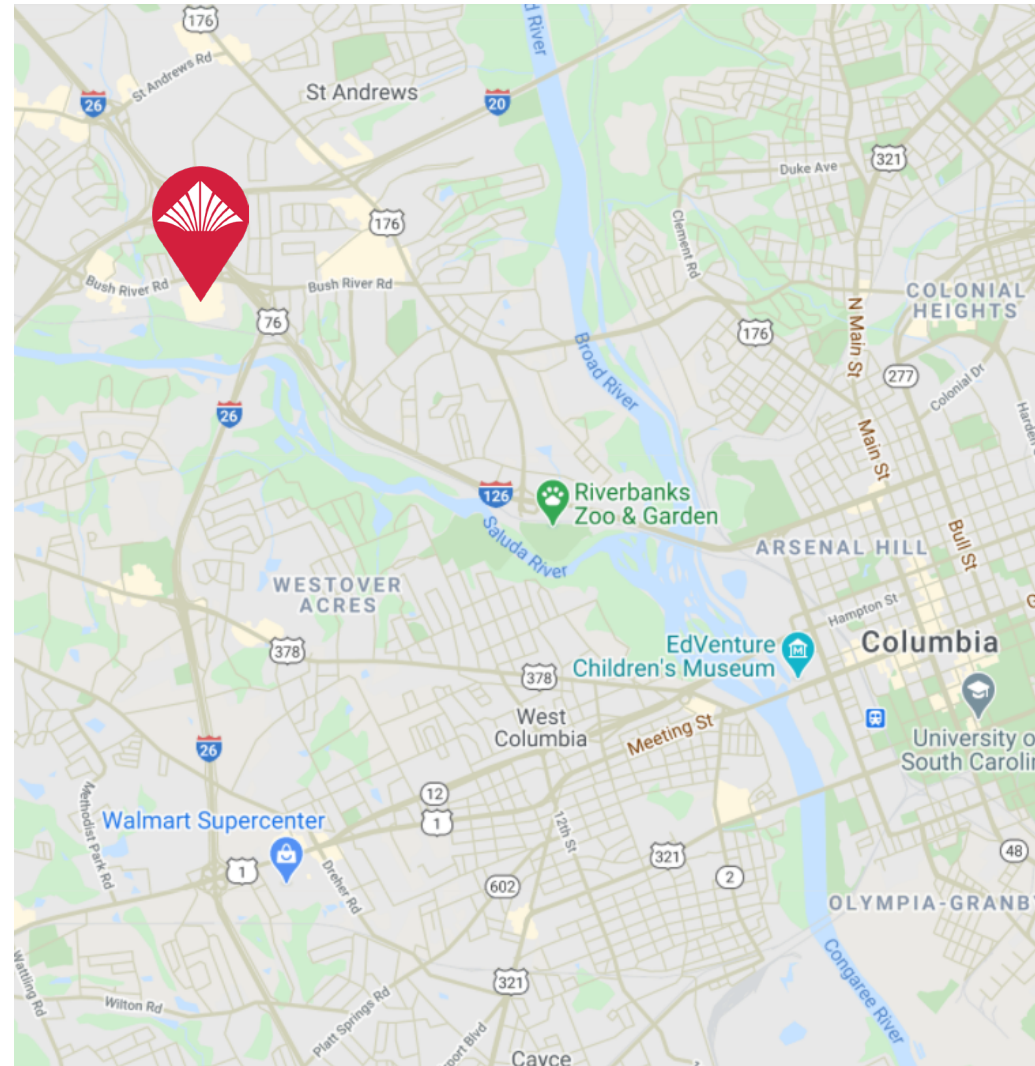 176
d River
St Andrews Rd
St Andrews
26
20
321
Duke Ave
176
Clement Rd
Bush River Rd
Bush River Rd
COLONIAL
HEIGHTS
N Main St
76
176
Broad River
277
Colonial Dr
26
Main St
126
Riverbanks
Zoo & Garden
Saluda River
Bull St
ARSENAL HILL
WESTOVER
ACRES
Hampton St
378
EdVenture
Children's Museum
Columbia
378
West
Columbia
Meeting St
University o
South Carolin
26
Methodist Park Rd
12
Walmart Supercenter
1
12th St
1
Dreher Rd
321
48
602
2
OLYMPIA-GRANBY
Wattling Rd
321
Congaree River
Wilton Rd
Platt Springs Rd
port Blvd
Cayce